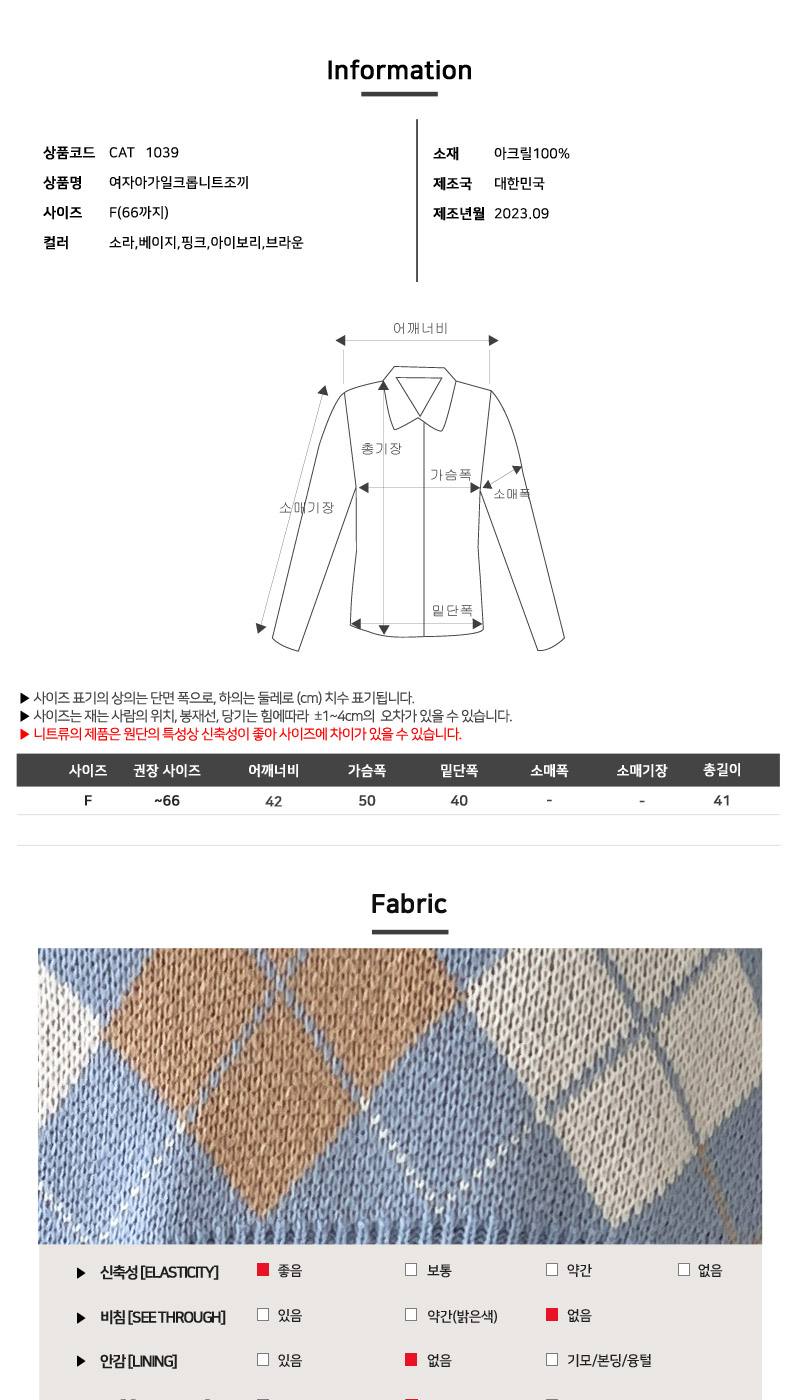 Information
상품코드 CAT 1039
상품명 여자아가일크롭니트조끼
사이즈 F(66까지)
컬러 소라,베이지,핑크,아이보리,브라운
소재 아크릴100%
제조국 대한민국
제조년월 2023.09
어깨너비
총기장
가슴폭
소매폭
소매기장
밑단폭
▶ 사이즈 표기의 상의는 단면 폭으로, 하의는 둘레로 (cm) 치수 표기됩니다.
▶ 사이즈는 재는 사람의 위치, 봉재선, 당기는 힘에따라 ±1~4cm의 오차가 있을 수 있습니다.
▶ 니트류의 제품은 원단의 특성상 신축성이 좋아 사이즈에 차이가 있을 수 있습니다.
사이즈 권장 사이즈 어깨너비 가슴폭 밑단폭 소매폭 소매기장 총길이
F ~66 42 50 40 - - 41
Fabric
▶ 신축성 [ELASTICITY] 좋음 보통 약간 없음
▶ 비침 [SEE THROUGH] 있음 약간(밝은색) 없음
▶ 안감 [LINING] 있음 없음 기모/본딩/융털